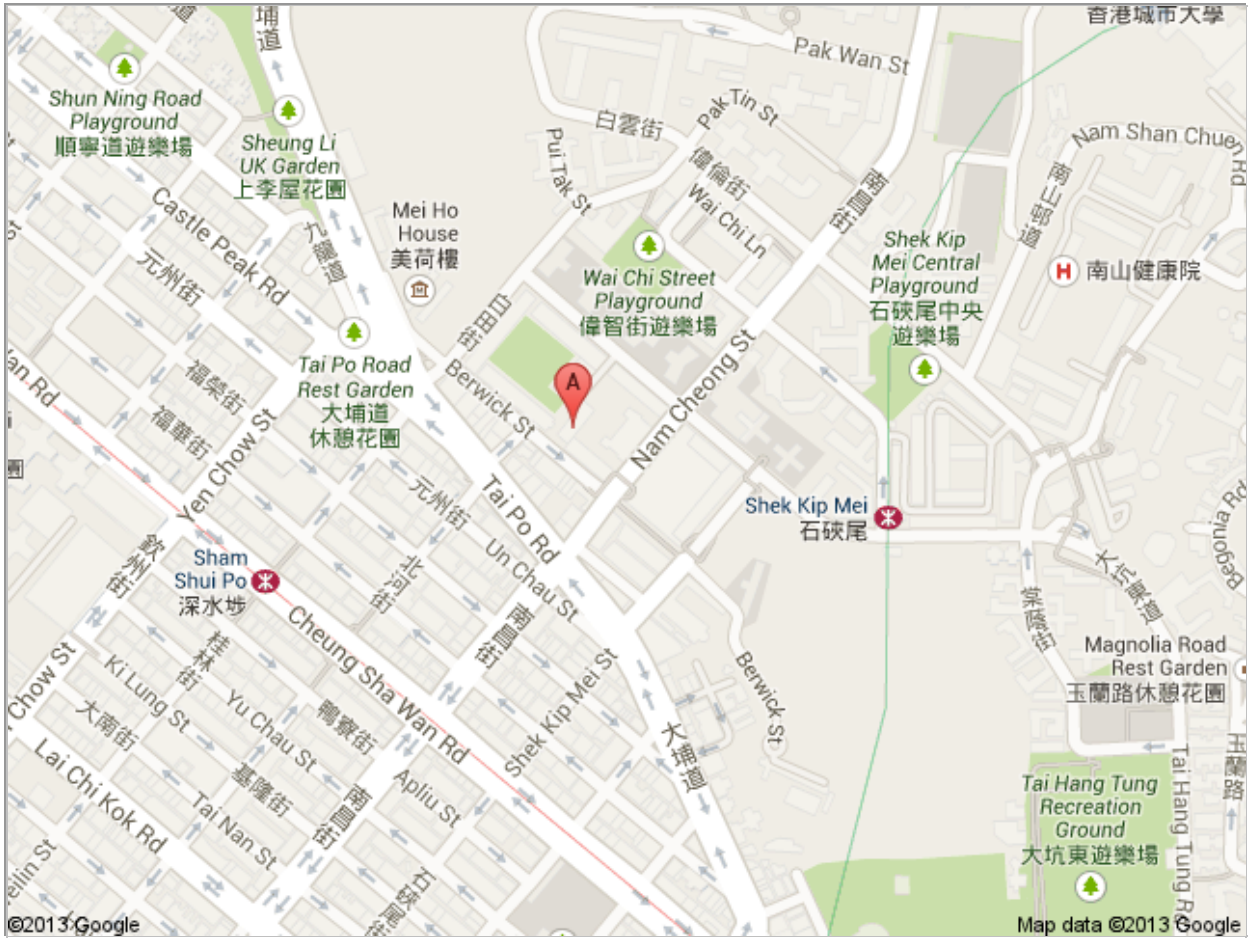 埔道
香港城市大學
Pak Wan St
Shun Ning Road
Playground
順寧道遊樂場
Sheung Li
UK Garden
上李屋花園
白雲街
Pak Tin St
Nam Shan Chuen Rd
Pui Tak St
偉倫街
Wai Chi Ln
南昌街
南山邨道
Castle Peak Rd
元州街
九龍道
Mei Ho
House
美荷樓
Wai Chi Street
Playground
偉智街遊樂場
Shek Kip
Mei Central
Playground
石硤尾中央
遊樂場
H
南山健康院
白田街
Tai Po Road
Rest Garden
大埔道
休憩花園
Berwick St
A
福榮街
福華街
Yen Chow St
Nam Cheong St
元州街
Tai Po Rd
Un Chau St
Shek Kip Mei
石硤尾
Begonia Rd
大坑東道
Sham
Shui Po
深水埗
欽州街
北河街
南昌街
棠蔭街
Cheung Sha Wan Rd
桂林街
Shek Kip Mei St
Berwick St
Magnolia Road
Rest Garden
玉蘭路休憩花園
Chow St
Ki Lung St
大南街
Yu Chau St
鴨寮街
大埔道
玉蘭路
Lai Chi Kok Rd
基隆街
Tai Nan St
南昌街
Apliu St
Tai Hang Tung
Recreation
Ground
大坑東遊樂場
Tai Hang Tung Rd
石硤尾街
©2013 Google
Map data ©2013 Google